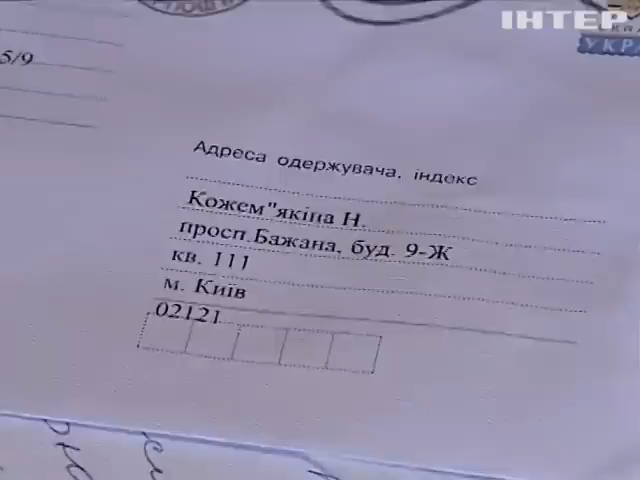 ІНТЕР
5/9
Адреса одержувача, індекс
Кожем"якіна Н.
просп.Бажана, буд. 9-Ж
кв. 111
м. Київ
02121